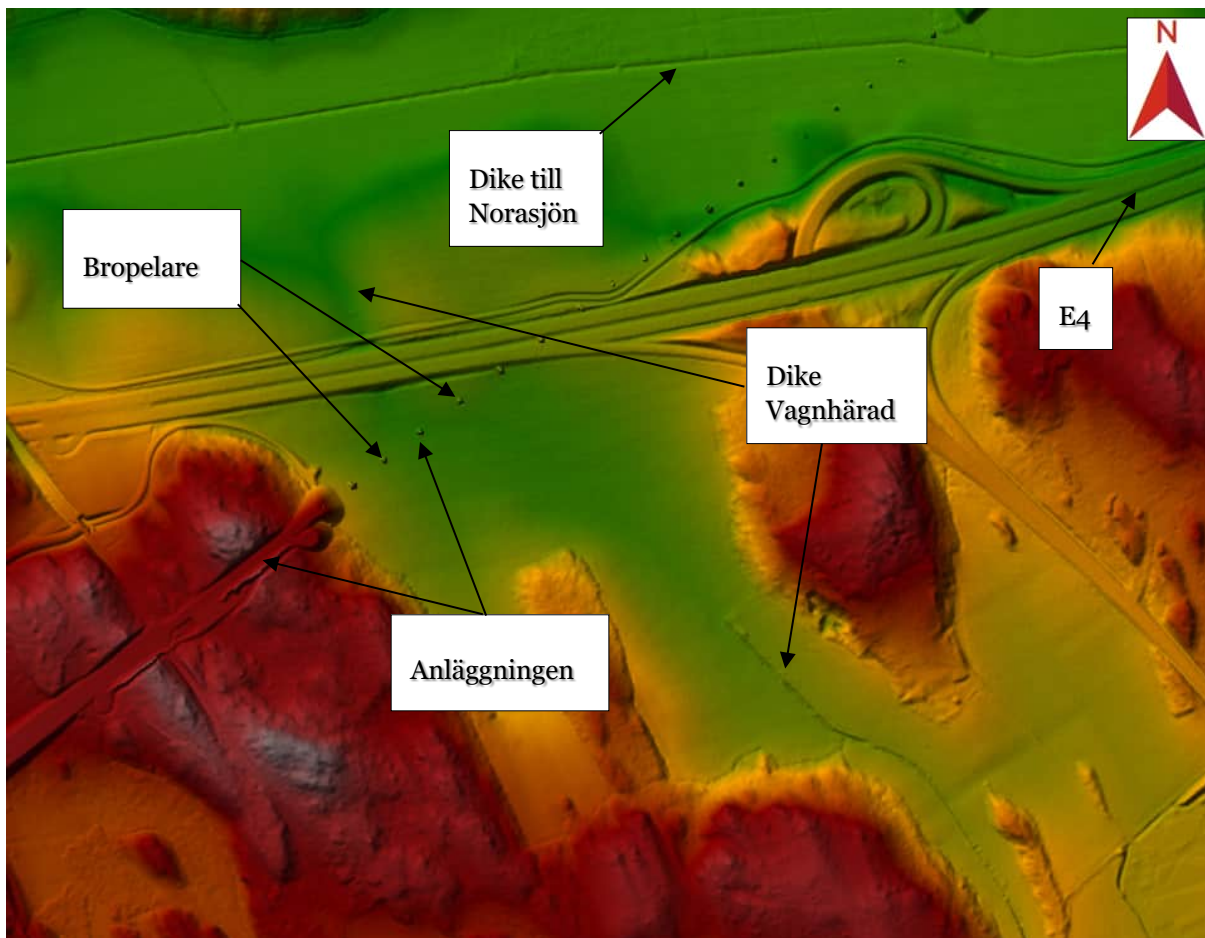 N
Dike till
Norasjön
Bropelare
E4
Dike
Vagnhärad
Anläggningen